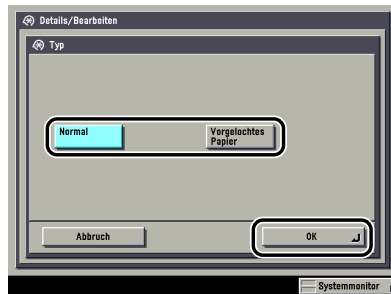 Details/Bearbeiten
Typ
Normal
Vorgelochtes
Papier
Abbruch
OK
Systemmonitor